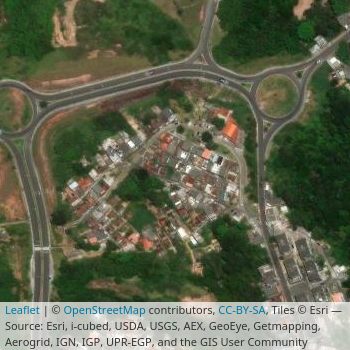 Leaflet | © OpenStreetMap contributors, CC-BY-SA, Tiles © Esri —
Source: Esri, i-cubed, USDA, USGS, AEX, GeoEye, Getmapping,
Aerogrid, IGN, IGP, UPR-EGP, and the GIS User Community